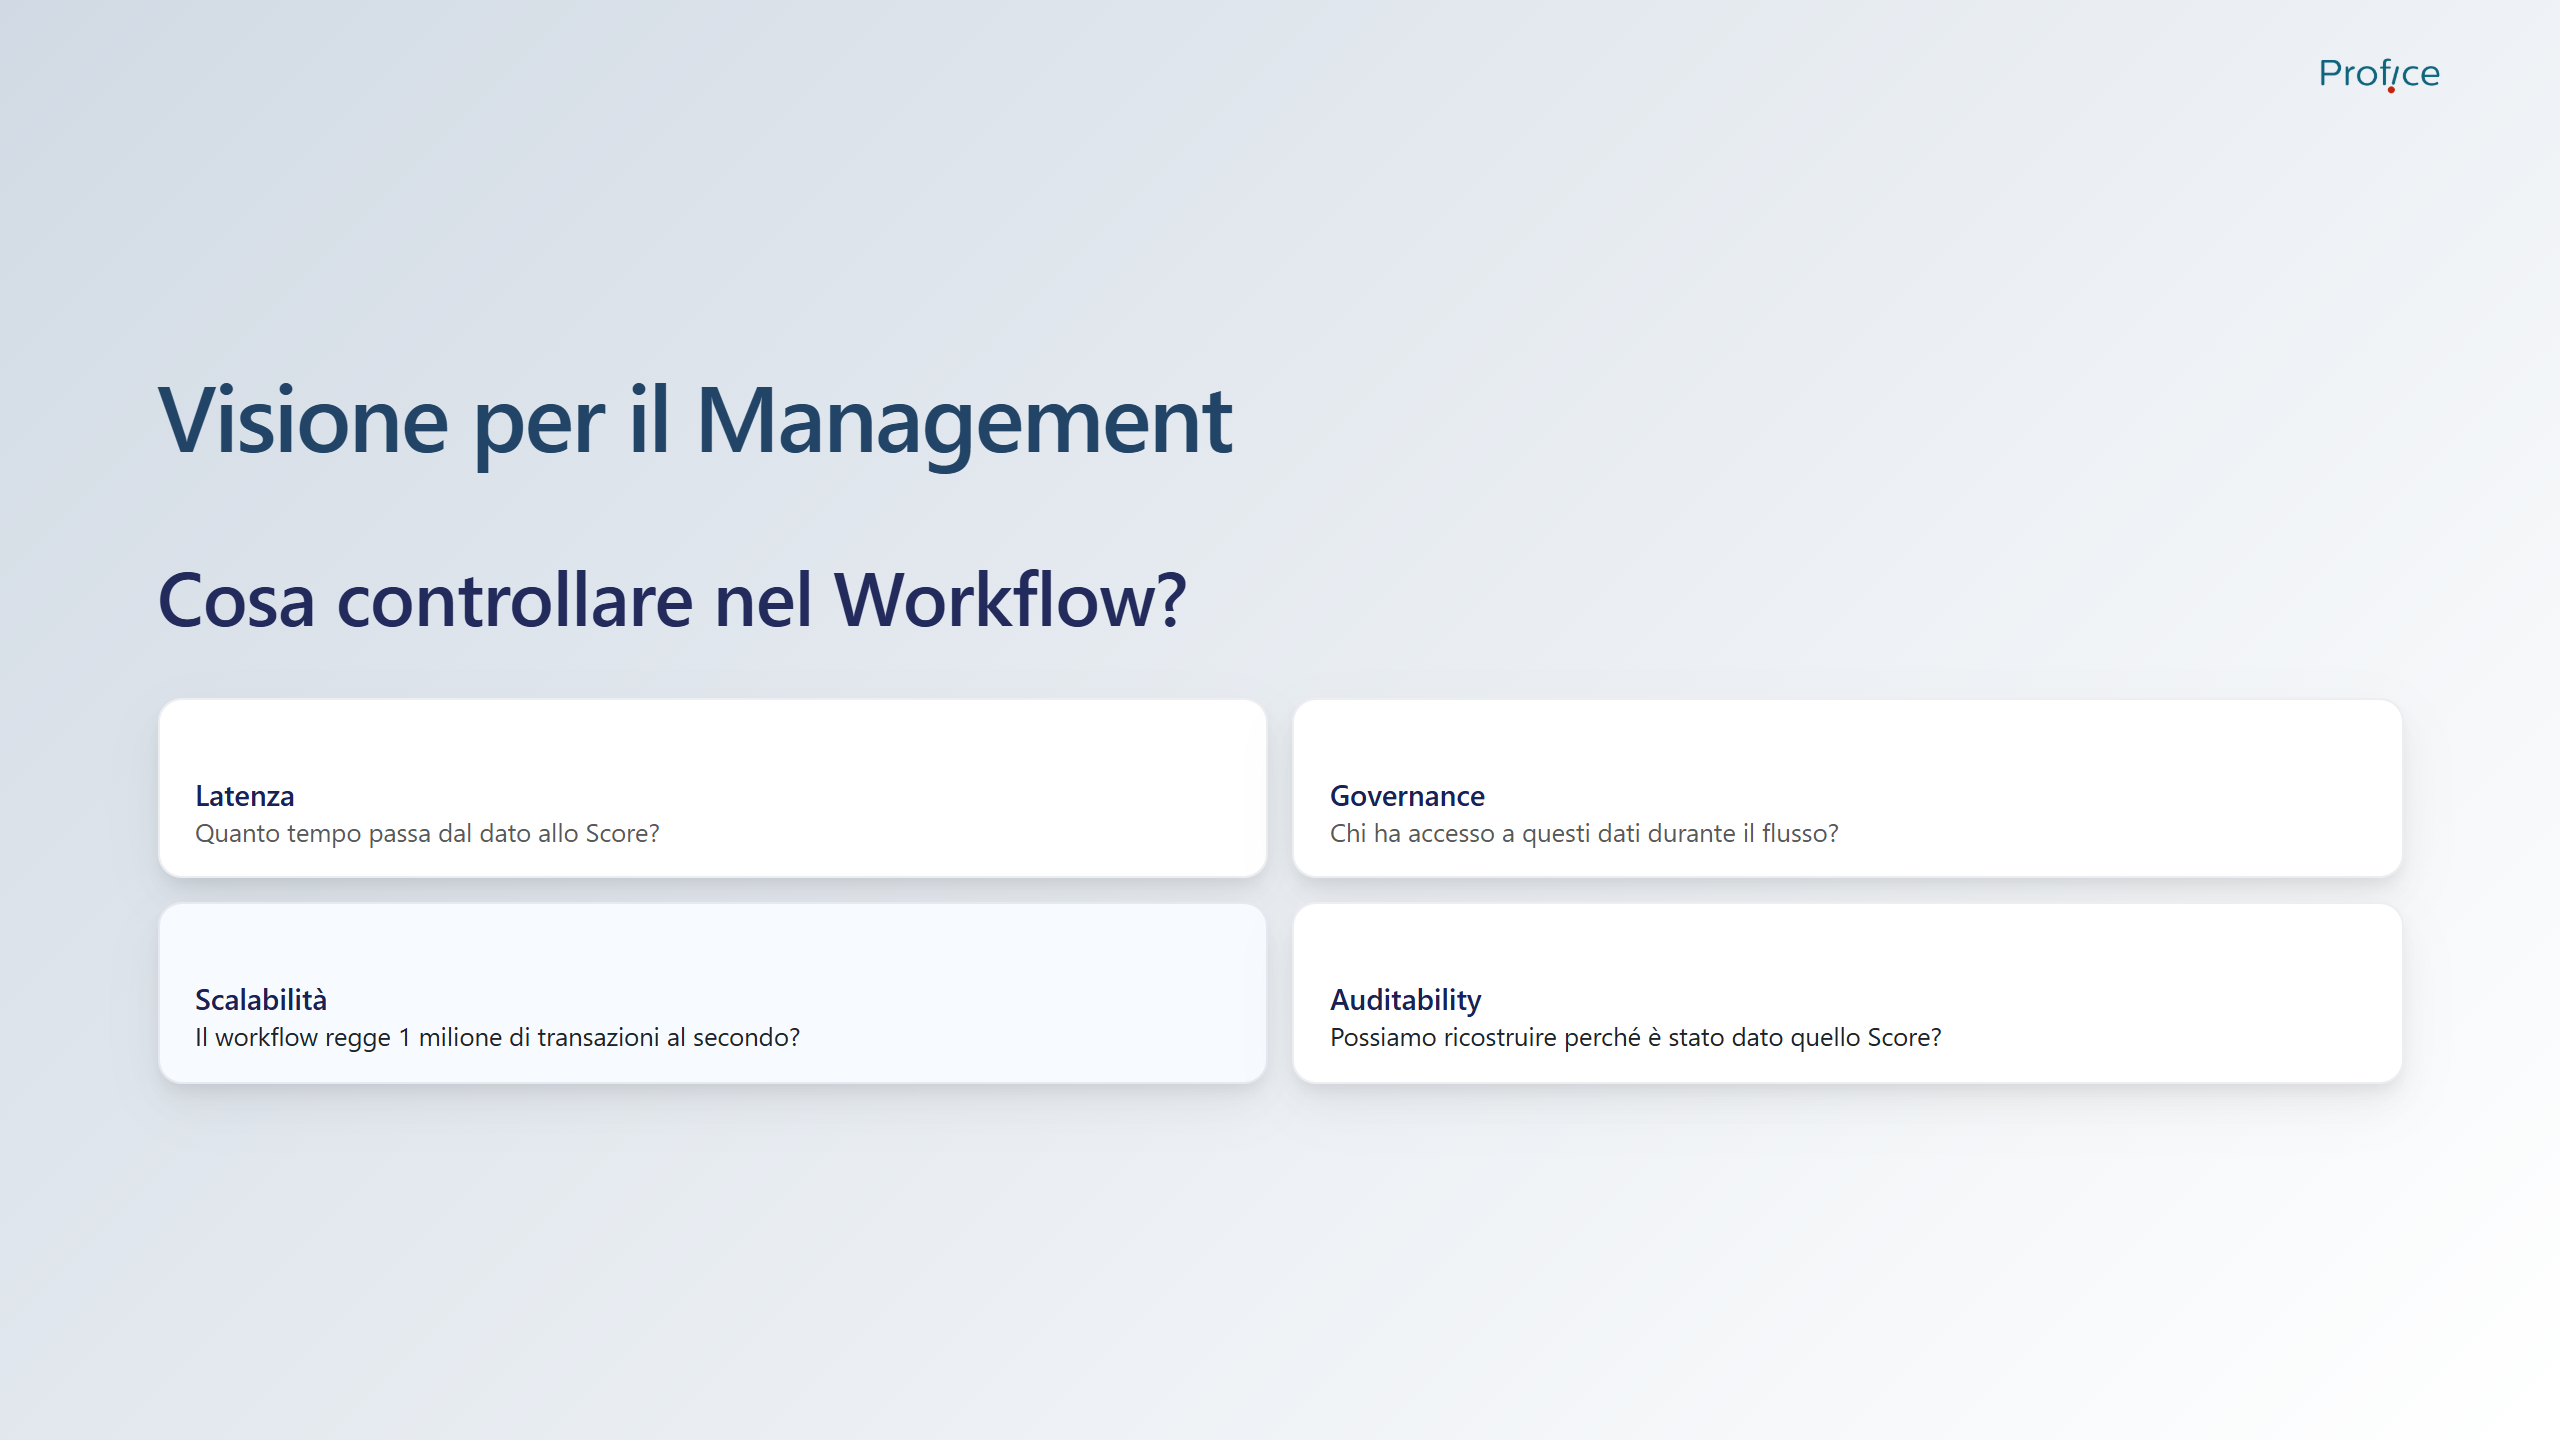 Profice
Visione per il Management
Cosa controllare nel Workflow?
Latenza
Quanto tempo passa dal dato allo Score?
Governance
Chi ha accesso a questi dati durante il flusso?
Scalabilità
Il workflow regge 1 milione di transazioni al secondo?
Auditability
Possiamo ricostruire perché è stato dato quello Score?